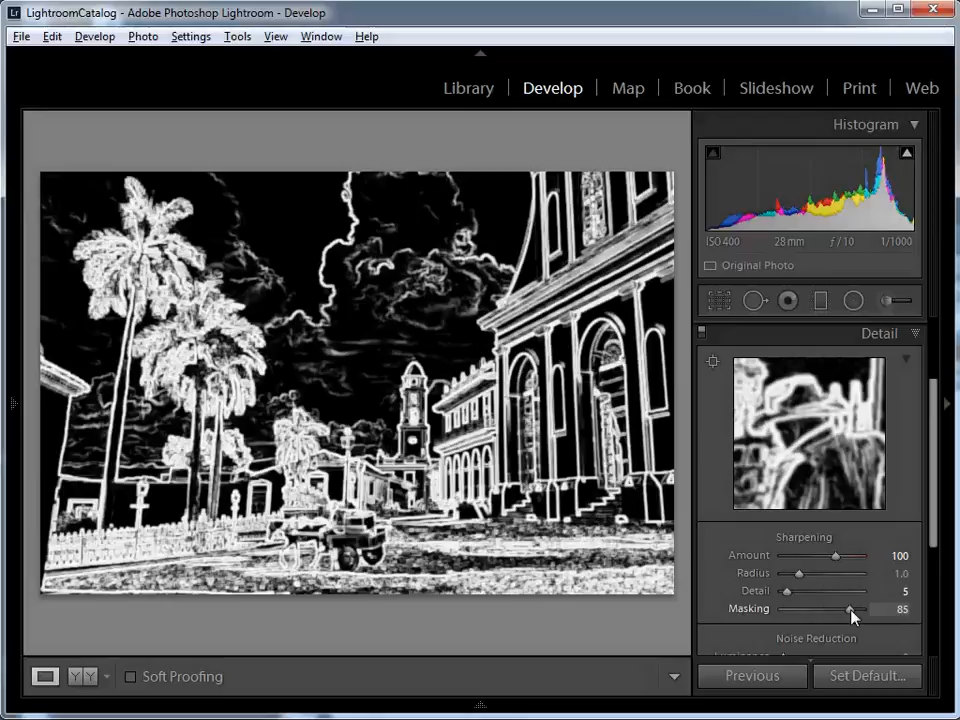 Lr LightroomCatalog - Adobe Photoshop Lightroom - Develop
File Edit Develop Photo Settings Tools View Window Help
Library Develop Map Book Slideshow Print Web
Histogram
ISO 400 28 mm ƒ / 10 1/1000
Original Photo
Detail
Sharpening
Amount 100
Radius 1.0
Detail 5
Masking 85
Noise Reduction
YY Soft Proofing Previous Set Default...